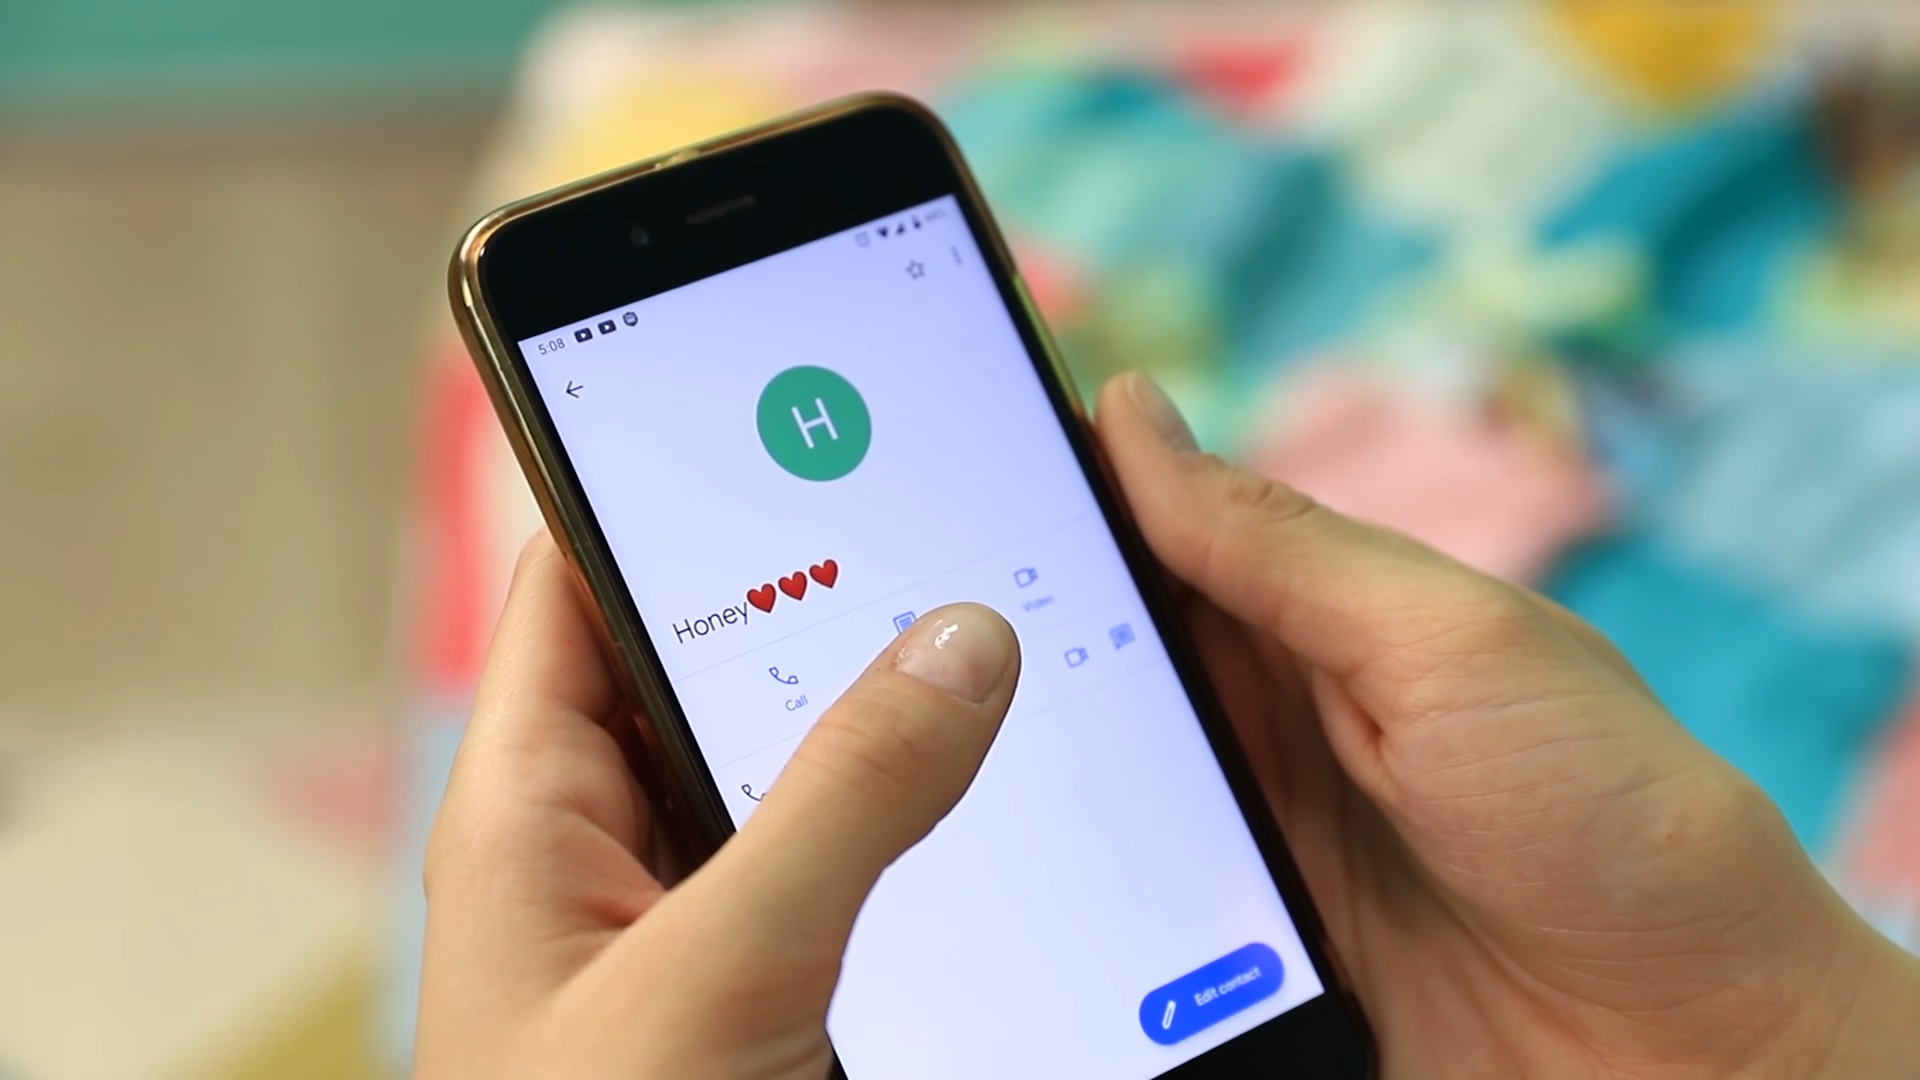 5:08
H
Honey❤️❤️❤️
Call
Video
Edit contact